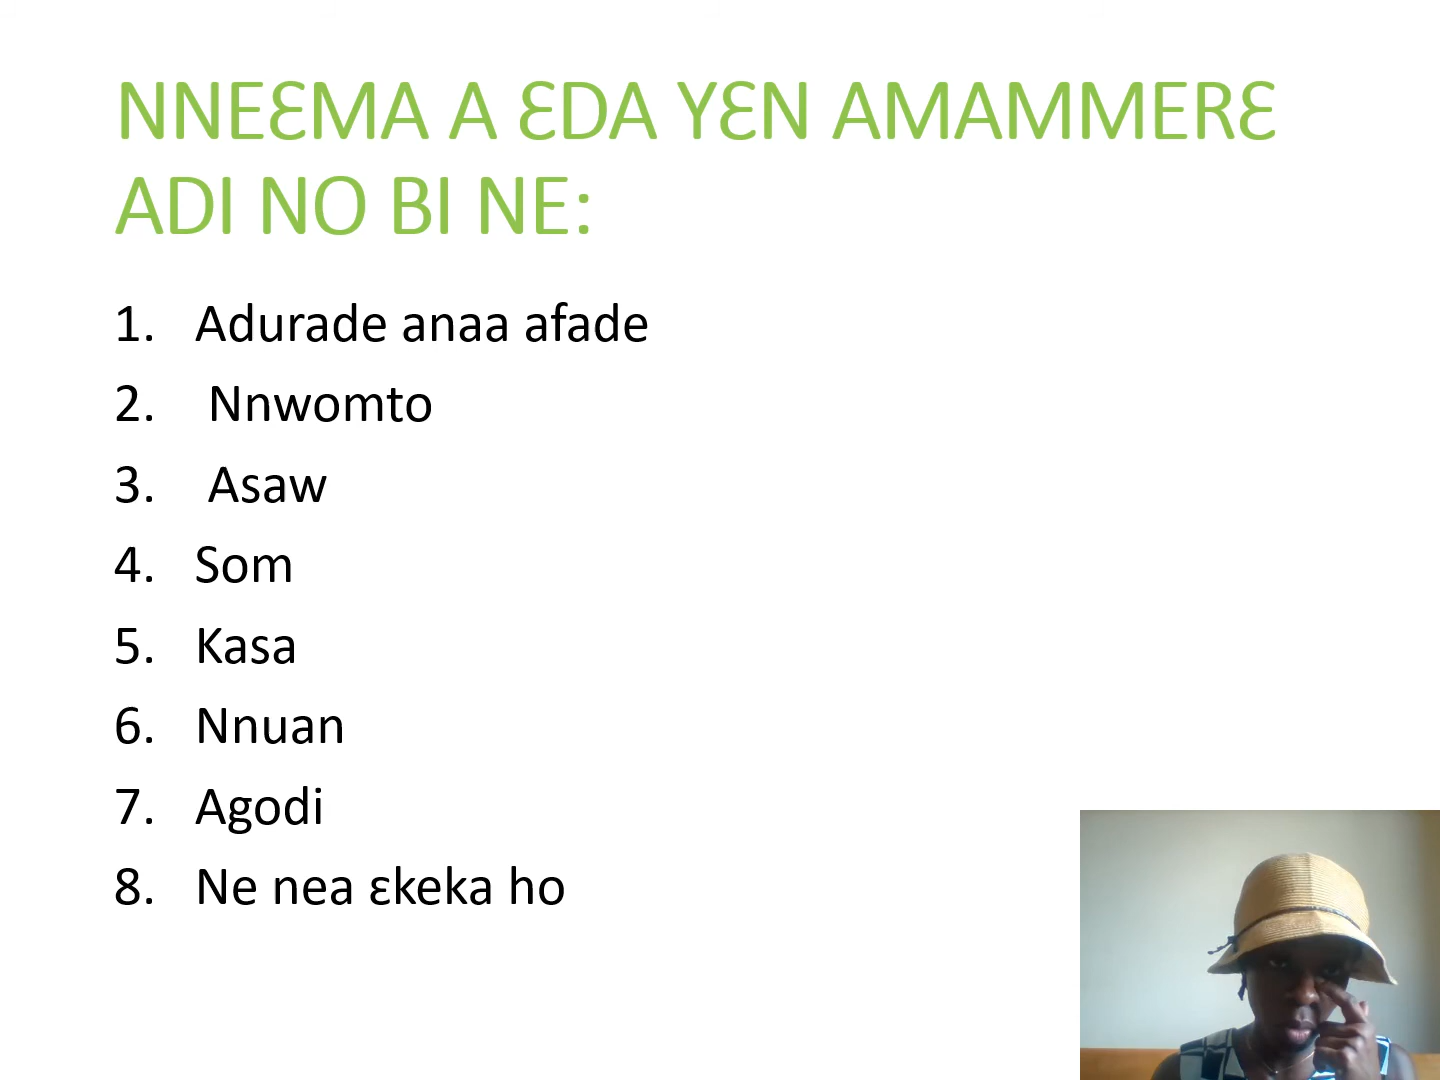 NNEƐMA A ƐDA YƐN AMAMMERƐ
ADI NO BI NE:
1. Adurade anaa afade
2. Nnwomto
3. Asaw
4. Som
5. Kasa
6. Nnuan
7. Agodi
8. Ne nea ɛkeka ho